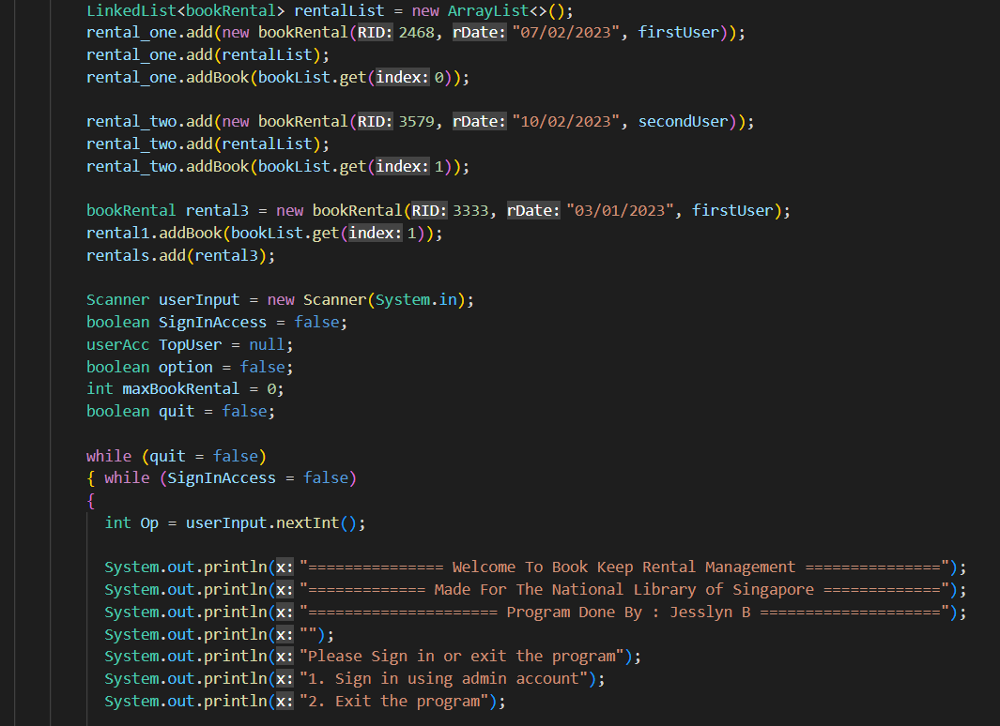 LinkedList<bookRental> rentalList = new ArrayList<>();
rental_one.add(new bookRental(RID: 2468, rDate: "07/02/2023", firstUser));
rental_one.add(rentalList);
rental_one.addBook(bookList.get(index: 0));
rental_two.add(new bookRental(RID: 3579, rDate: "10/02/2023", secondUser));
rental_two.add(rentalList);
rental_two.addBook(bookList.get(index: 1));
bookRental rental3 = new bookRental(RID: 3333, rDate: "03/01/2023", firstUser);
rental1.addBook(bookList.get(index: 1));
rentals.add(rental3);
Scanner userInput = new Scanner(System.in);
boolean SignInAccess = false;
userAcc TopUser = null;
boolean option = false;
int maxBookRental = 0;
boolean quit = false;
while (quit = false)
{ while (SignInAccess = false)
{
int Op = userInput.nextInt();
System.out.println(x: "=============== Welcome To Book Keep Rental Management ===============");
System.out.println(x: "============= Made For The National Library of Singapore =============");
System.out.println(x: "===================== Program Done By : Jesslyn B ====================");
System.out.println(x: "");
System.out.println(x: "Please Sign in or exit the program");
System.out.println(x: "1. Sign in using admin account");
System.out.println(x: "2. Exit the program");